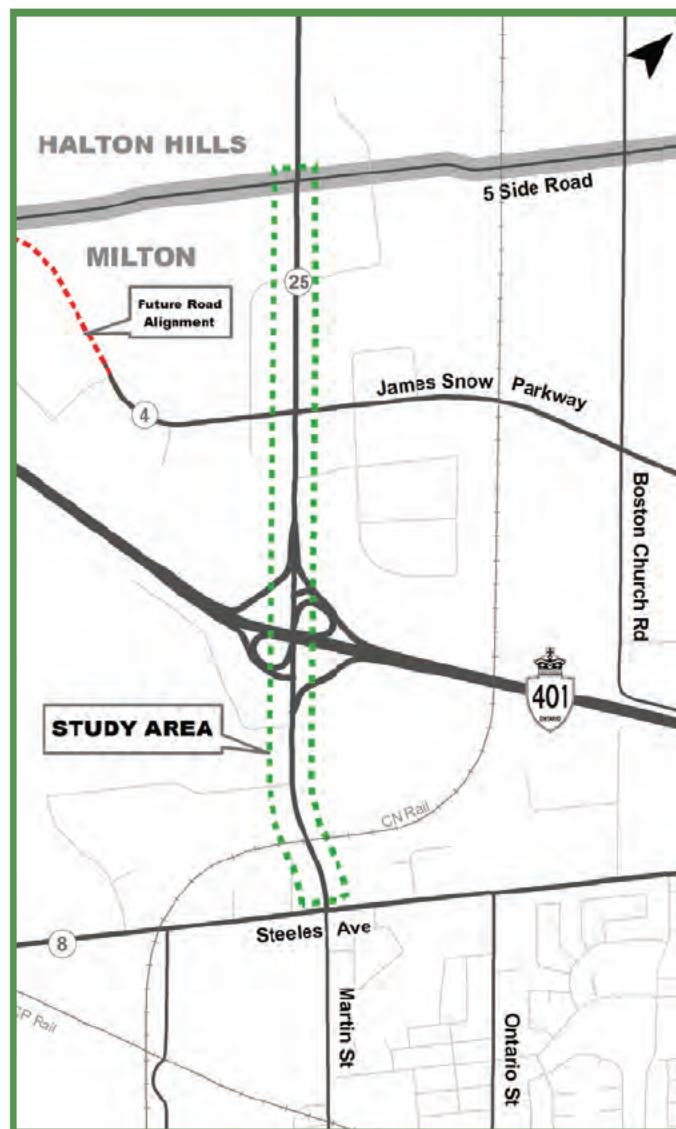 HALTON HILLS
5 Side Road
MILTON
25
Future Road
Alignment
James Snow Parkway
4
Boston Church Rd
401
ONTARIO
STUDY AREA
CN Rail
Steeles Ave
8
Martin St
Ontario St
CP Rail